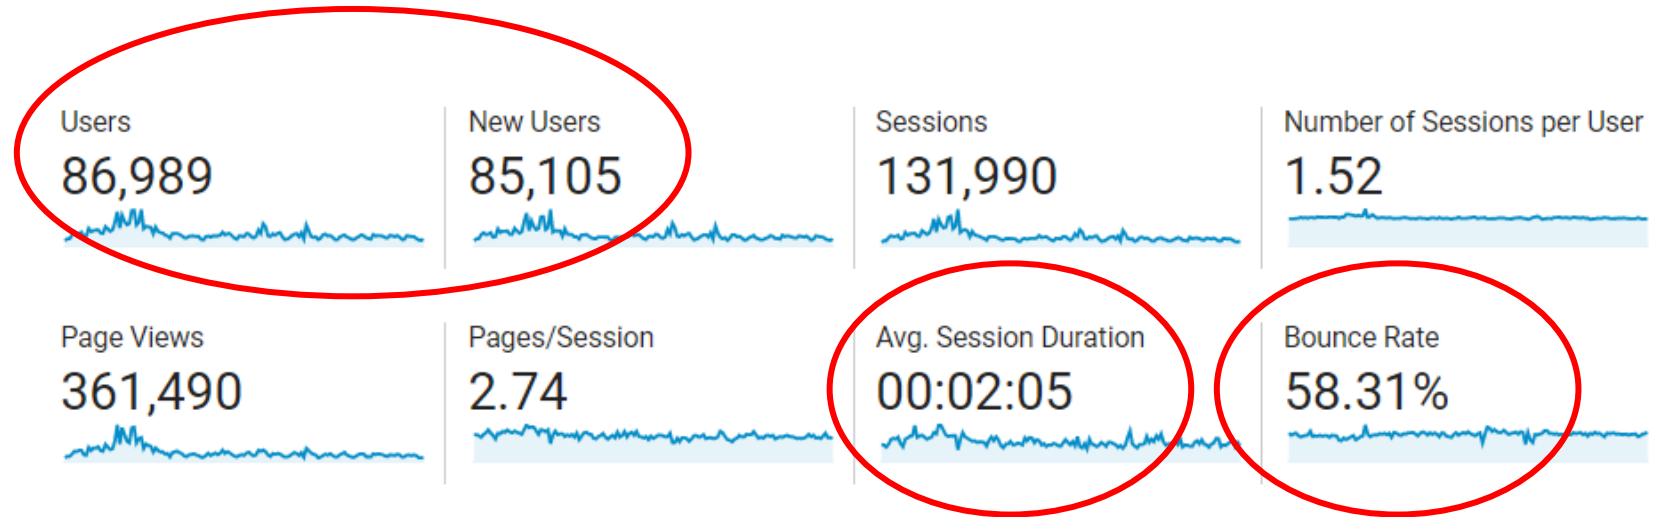 Users
86,989
New Users
85,105
Sessions
131,990
Number of Sessions per User
1.52
Page Views
361,490
Pages/Session
2.74
Avg. Session Duration
00:02:05
Bounce Rate
58.31%